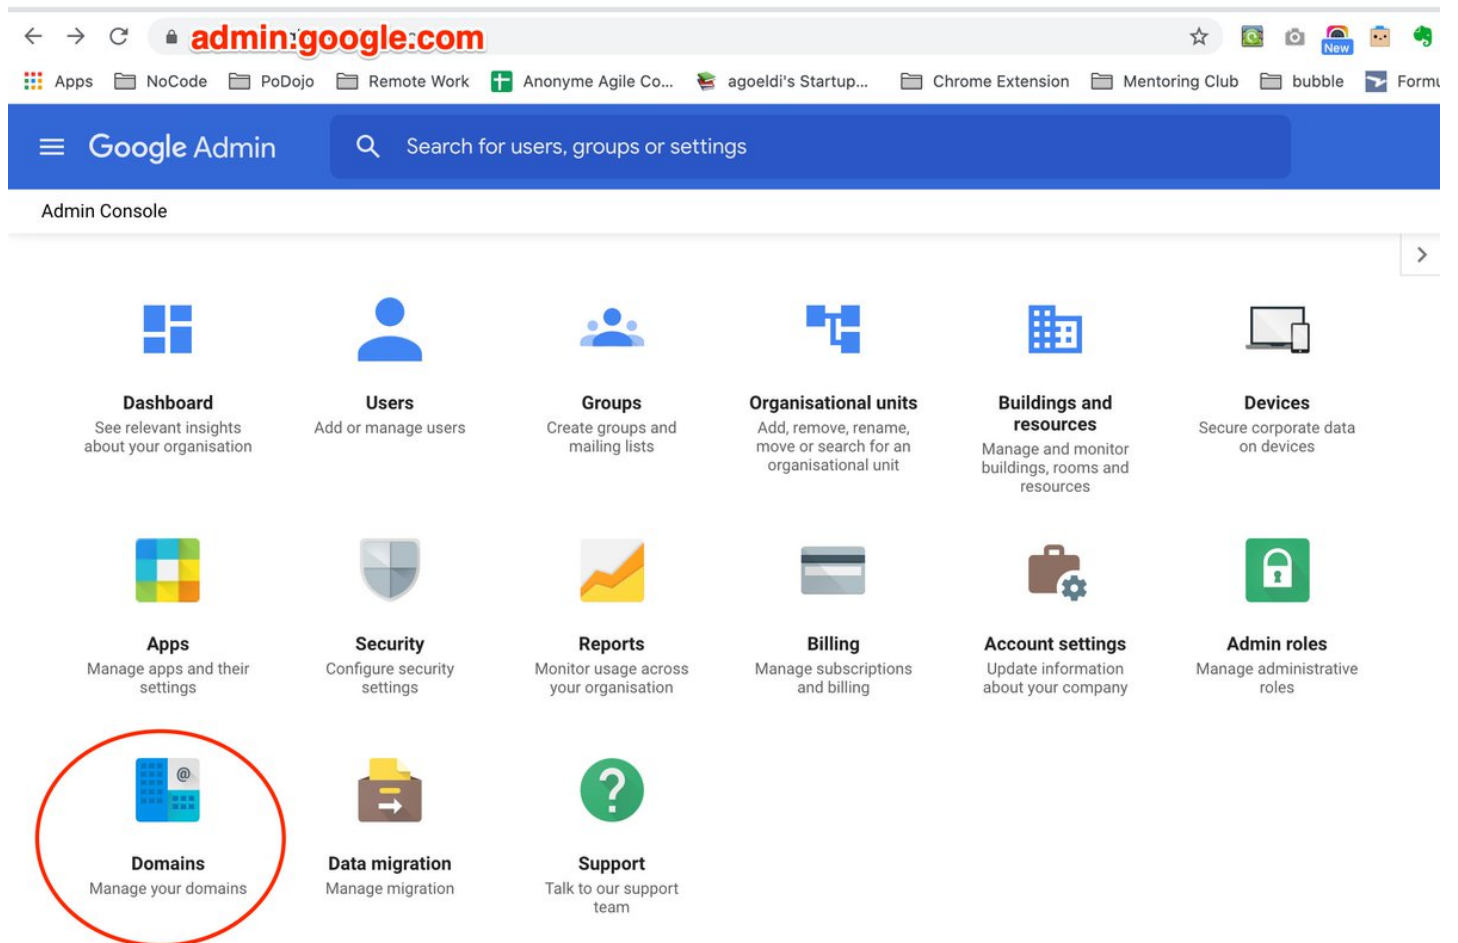 admin.google.com
New
Apps NoCode PoDojo Remote Work Anonyme Agile Co... agoeldi's Startup... Chrome Extension Mentoring Club bubble
Google Admin Search for users, groups or settings
Admin Console
Dashboard
See relevant insights
about your organisation
Users
Add or manage users
Groups
Create groups and
mailing lists
Organisational units
Add, remove, rename,
move or search for an
organisational unit
Buildings and
resources
Manage and monitor
buildings, rooms and
resources
Devices
Secure corporate data
on devices
Apps
Manage apps and their
settings
Security
Configure security
settings
Reports
Monitor usage across
your organisation
Billing
Manage subscriptions
and billing
Account settings
Update information
about your company
Admin roles
Manage administrative
roles
@
Domains
Manage your domains
Data migration
Manage migration
?
Support
Talk to our support
team